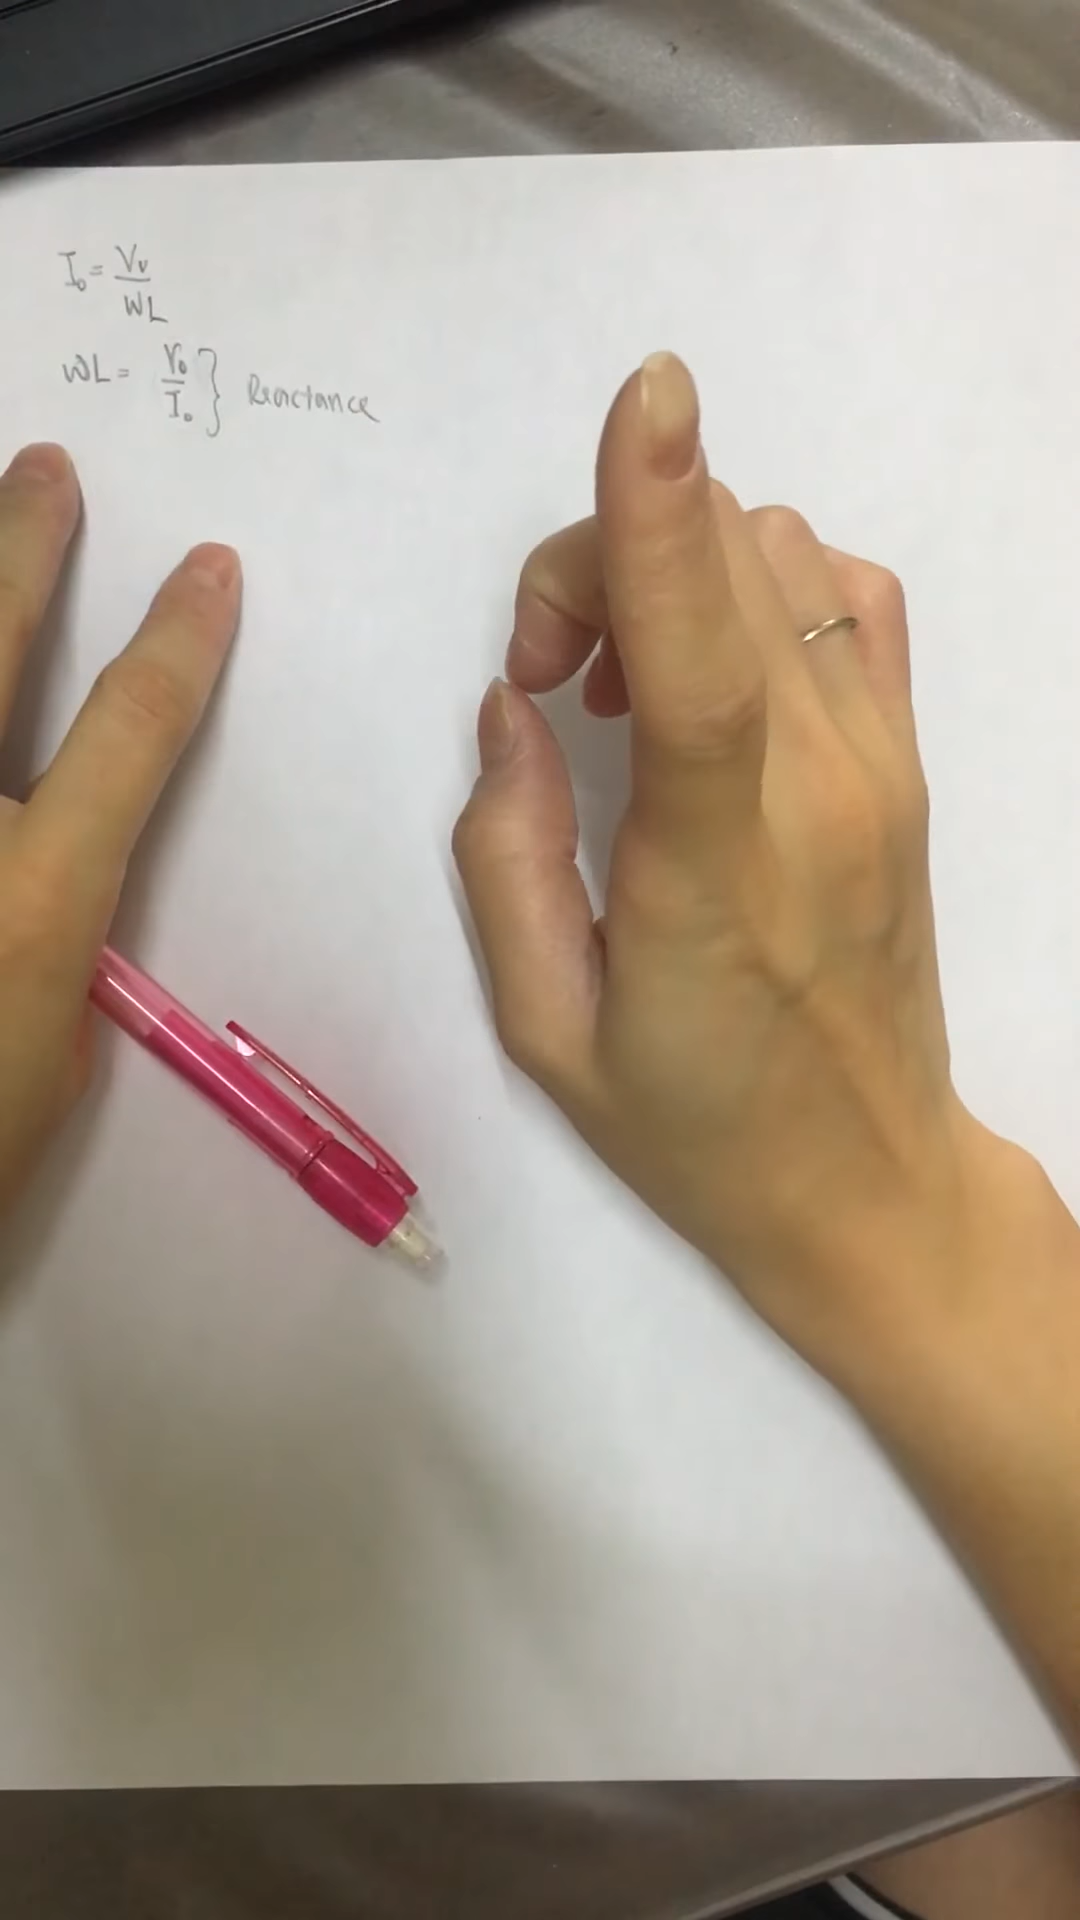 I₀ = V₀/WL
WL = V₀/I₀ } Reactance